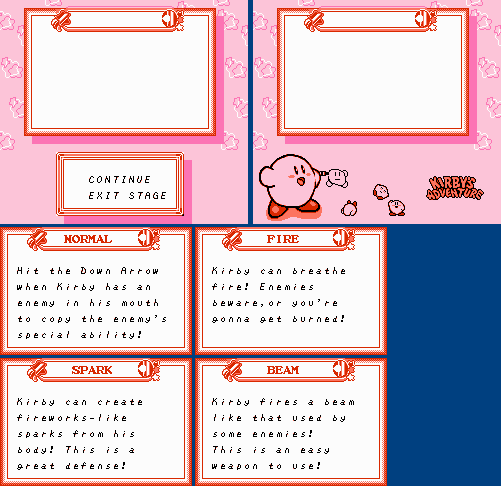 CONTINUE
EXIT STAGE
KIRBY'S
ADVENTURE
NORMAL
Hit the Down Arrow
when Kirby has an
enemy in his mouth
to copy the enemy's
special ability!
FIRE
Kirby can breathe
fire! Enemies
beware,or you're
gonna get burned!
SPARK
Kirby can create
fireworks-like
sparks from his
body! This is a
great defense!
BEAM
Kirby fires a beam
like that used by
some enemies!
This is an easy
weapon to use!